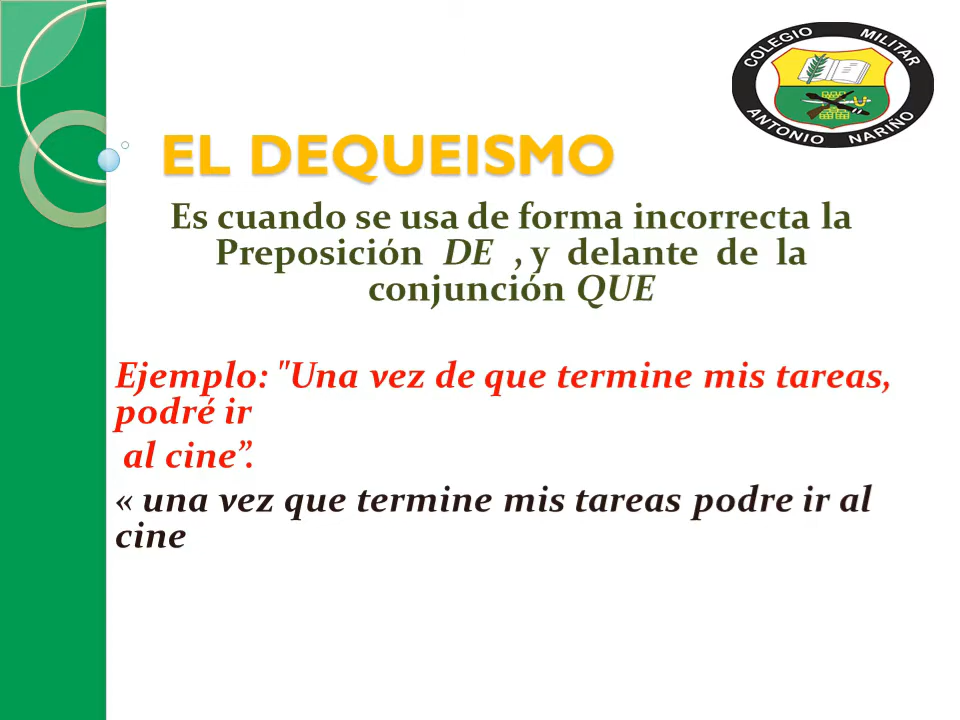 COLEGIO MILITAR
ANTONIO NARIÑO
EL DEQUEISMO
Es cuando se usa de forma incorrecta la
Preposición DE , y delante de la
conjunción QUE
Ejemplo: "Una vez de que termine mis tareas,
podré ir
al cine”.
« una vez que termine mis tareas podre ir al
cine